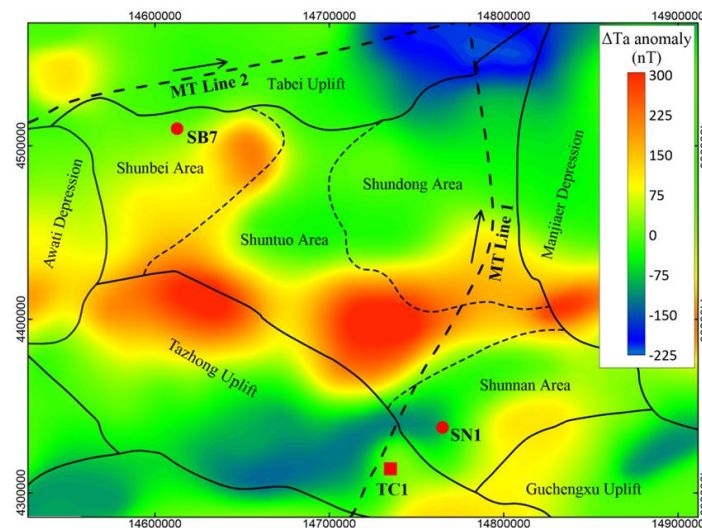 14600000 14700000 14800000 14900000
ΔTa anomaly
(nT)
300
225
150
75
0
-75
-150
-225
MT Line 2
Tabei Uplift
SB7
4500000
Shunbei Area
Shundong Area
Awati Depression
Manjiaer Depression
Shuntuo Area
MT Line 1
4400000
Tazhong Uplift
Shunnan Area
SN1
TC1
Guchengxu Uplift
4300000
14600000 14700000 14800000 14900000